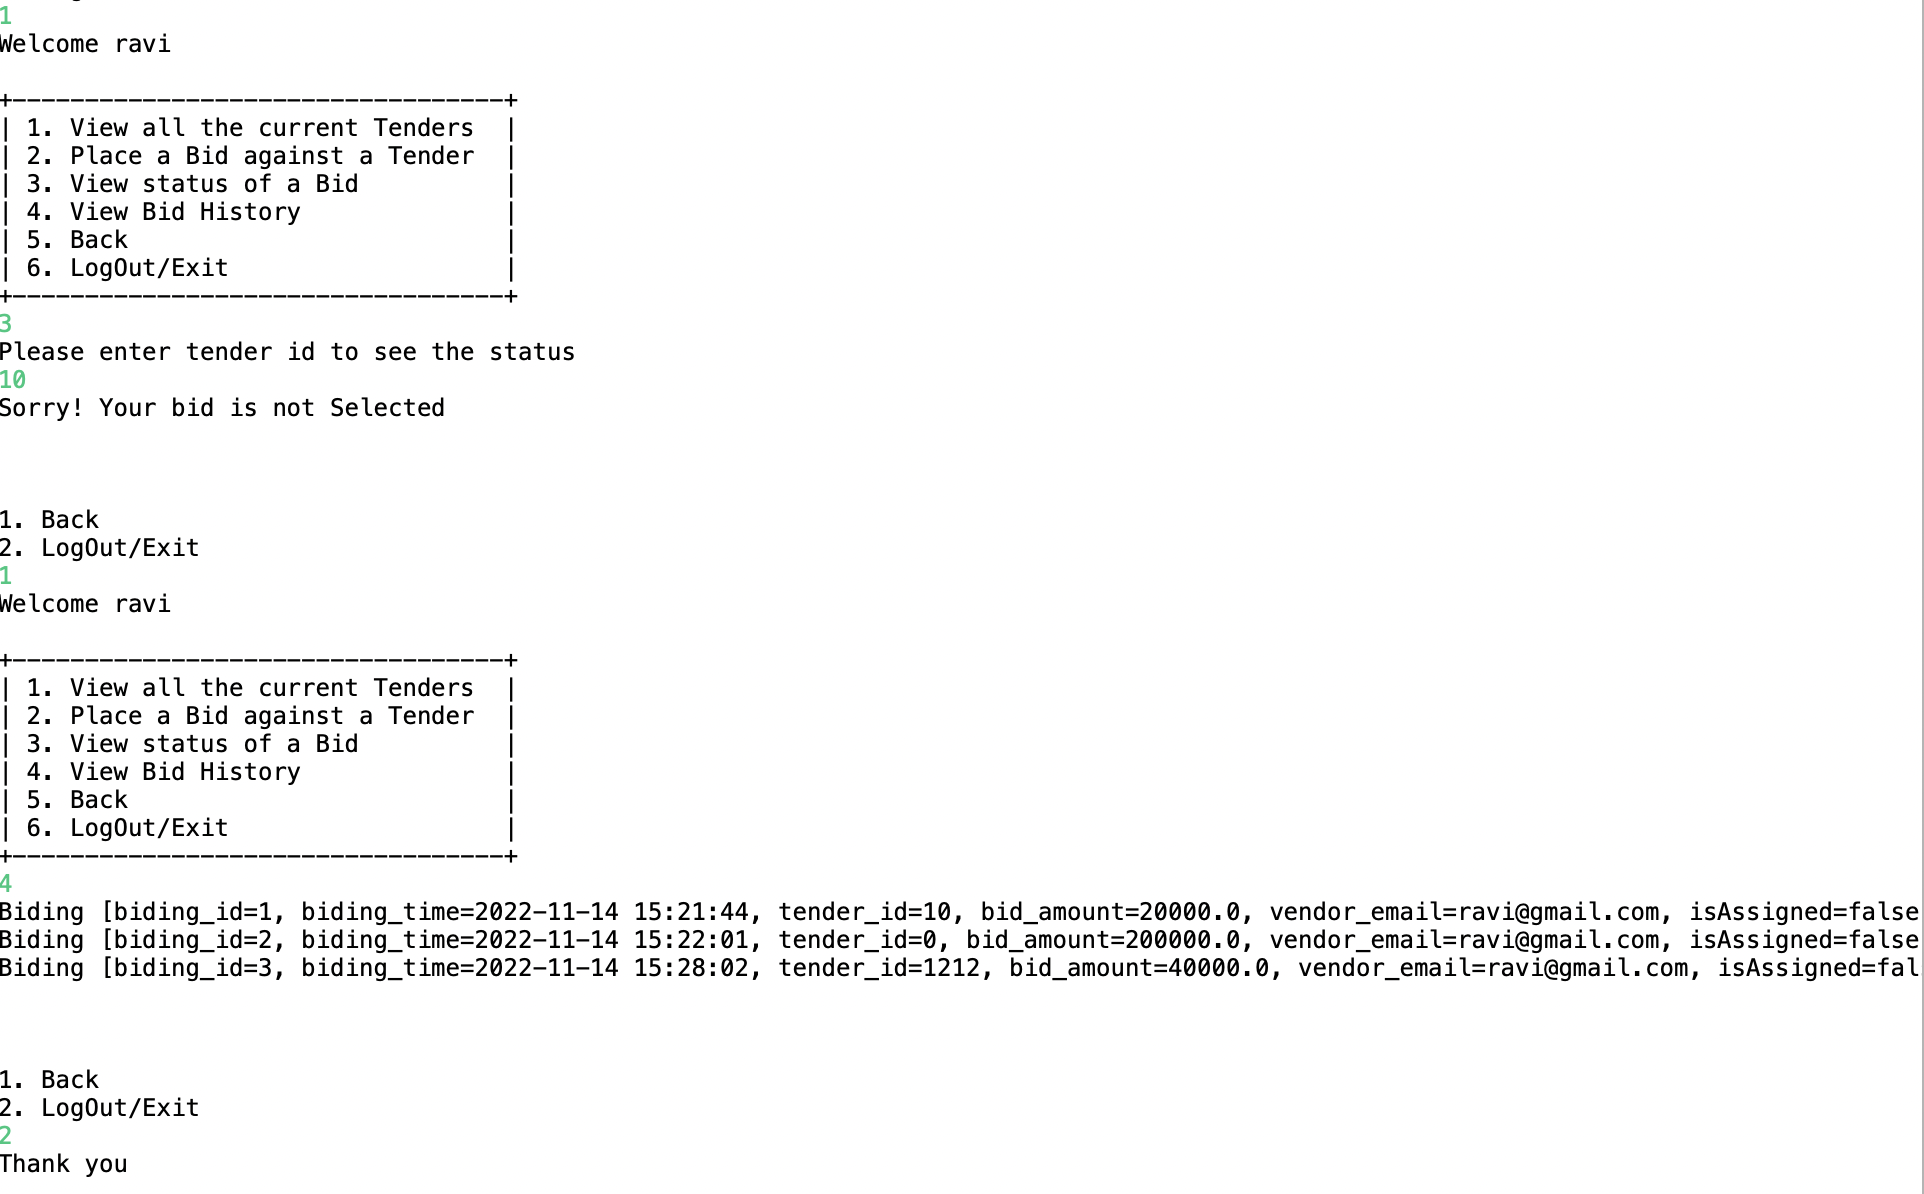 1
Welcome ravi
+----------------------------------+
| 1. View all the current Tenders  |
| 2. Place a Bid against a Tender  |
| 3. View status of a Bid          |
| 4. View Bid History              |
| 5. Back                          |
| 6. LogOut/Exit                   |
+----------------------------------+
3
Please enter tender id to see the status
10
Sorry! Your bid is not Selected
1. Back
2. LogOut/Exit
1
Welcome ravi
+----------------------------------+
| 1. View all the current Tenders  |
| 2. Place a Bid against a Tender  |
| 3. View status of a Bid          |
| 4. View Bid History              |
| 5. Back                          |
| 6. LogOut/Exit                   |
+----------------------------------+
4
Biding [biding_id=1, biding_time=2022-11-14 15:21:44, tender_id=10, bid_amount=20000.0, vendor_email=ravi@gmail.com, isAssigned=false
Biding [biding_id=2, biding_time=2022-11-14 15:22:01, tender_id=0, bid_amount=200000.0, vendor_email=ravi@gmail.com, isAssigned=false
Biding [biding_id=3, biding_time=2022-11-14 15:28:02, tender_id=1212, bid_amount=40000.0, vendor_email=ravi@gmail.com, isAssigned=fal
1. Back
2. LogOut/Exit
2
Thank you